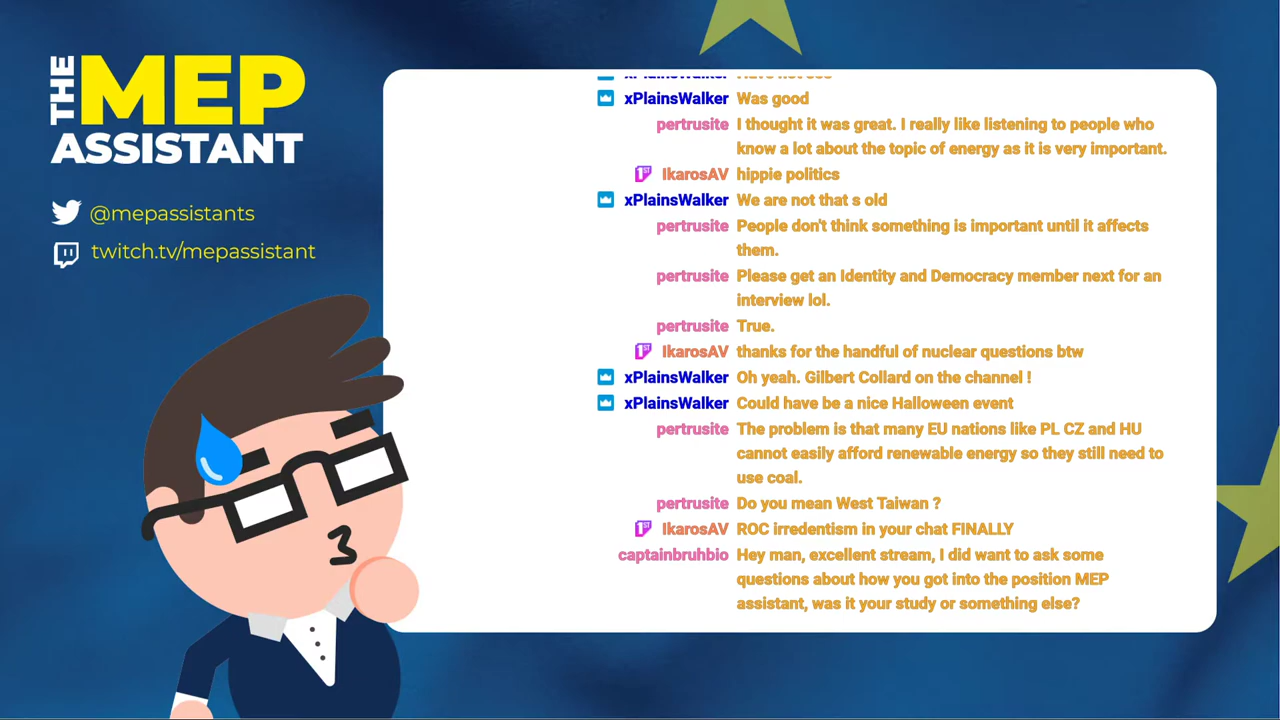 THE MEP
ASSISTANT
@mepassistants
twitch.tv/mepassistant
xPlainsWalker Was good
pertrusite I thought it was great. I really like listening to people who
know a lot about the topic of energy as it is very important.
IkarosAV hippie politics
xPlainsWalker We are not that s old
pertrusite People don't think something is important until it affects
them.
pertrusite Please get an Identity and Democracy member next for an
interview lol.
pertrusite True.
IkarosAV thanks for the handful of nuclear questions btw
xPlainsWalker Oh yeah. Gilbert Collard on the channel !
xPlainsWalker Could have be a nice Halloween event
pertrusite The problem is that many EU nations like PL CZ and HU
cannot easily afford renewable energy so they still need to
use coal.
pertrusite Do you mean West Taiwan ?
IkarosAV ROC irredentism in your chat FINALLY
captainbruhbio Hey man, excellent stream, I did want to ask some
questions about how you got into the position MEP
assistant, was it your study or something else?